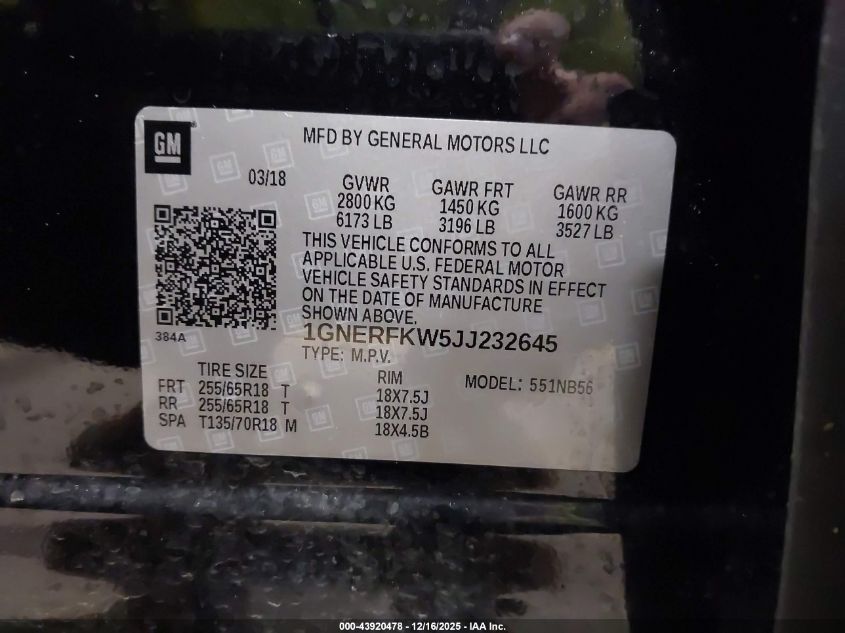 GM
MFD BY GENERAL MOTORS LLC
03/18
GVWR GAWR FRT GAWR RR
2800 KG 1450 KG 1600 KG
6173 LB 3196 LB 3527 LB
THIS VEHICLE CONFORMS TO ALL
APPLICABLE U.S. FEDERAL MOTOR
VEHICLE SAFETY STANDARDS IN EFFECT
ON THE DATE OF MANUFACTURE
SHOWN ABOVE.
384A
1GNERFKW5JJ232645
TYPE: M.P.V.
TIRE SIZE RIM MODEL: 551NB56
FRT 255/65R18 T 18X7.5J
RR 255/65R18 T 18X7.5J
SPA T135/70R18 M 18X4.5B
000-43920478 - 12/16/2025 - IAA Inc.